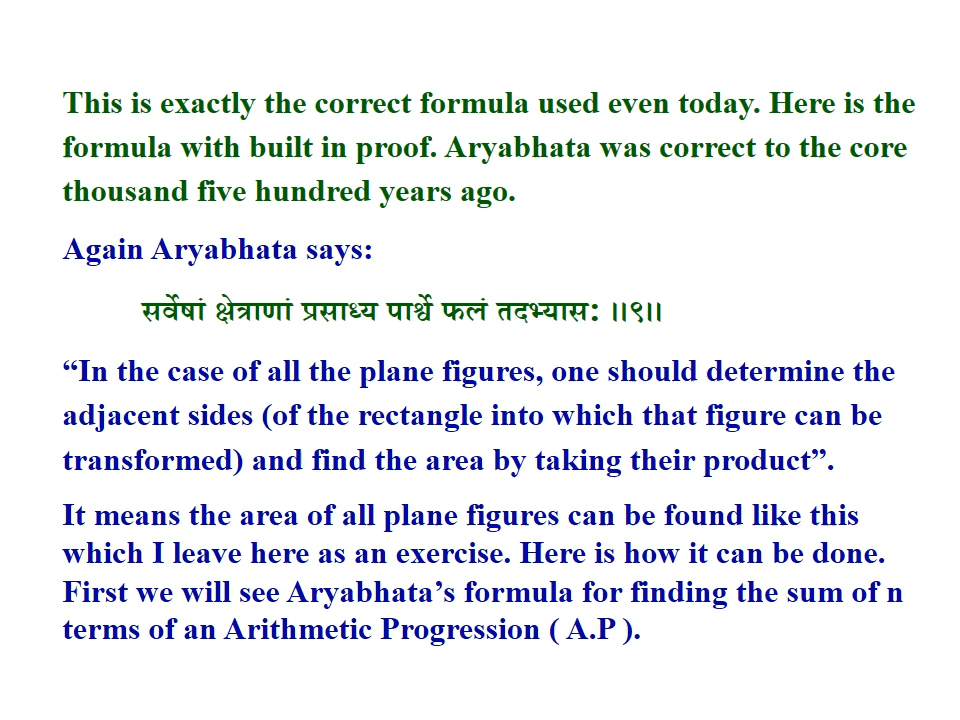 This is exactly the correct formula used even today. Here is the
formula with built in proof. Aryabhata was correct to the core
thousand five hundred years ago.
Again Aryabhata says:
सर्वेषां क्षेत्राणां प्रसाध्य पार्श्वे फलं तदभ्यास: ॥९॥
“In the case of all the plane figures, one should determine the
adjacent sides (of the rectangle into which that figure can be
transformed) and find the area by taking their product”.
It means the area of all plane figures can be found like this
which I leave here as an exercise. Here is how it can be done.
First we will see Aryabhata’s formula for finding the sum of n
terms of an Arithmetic Progression ( A.P ).